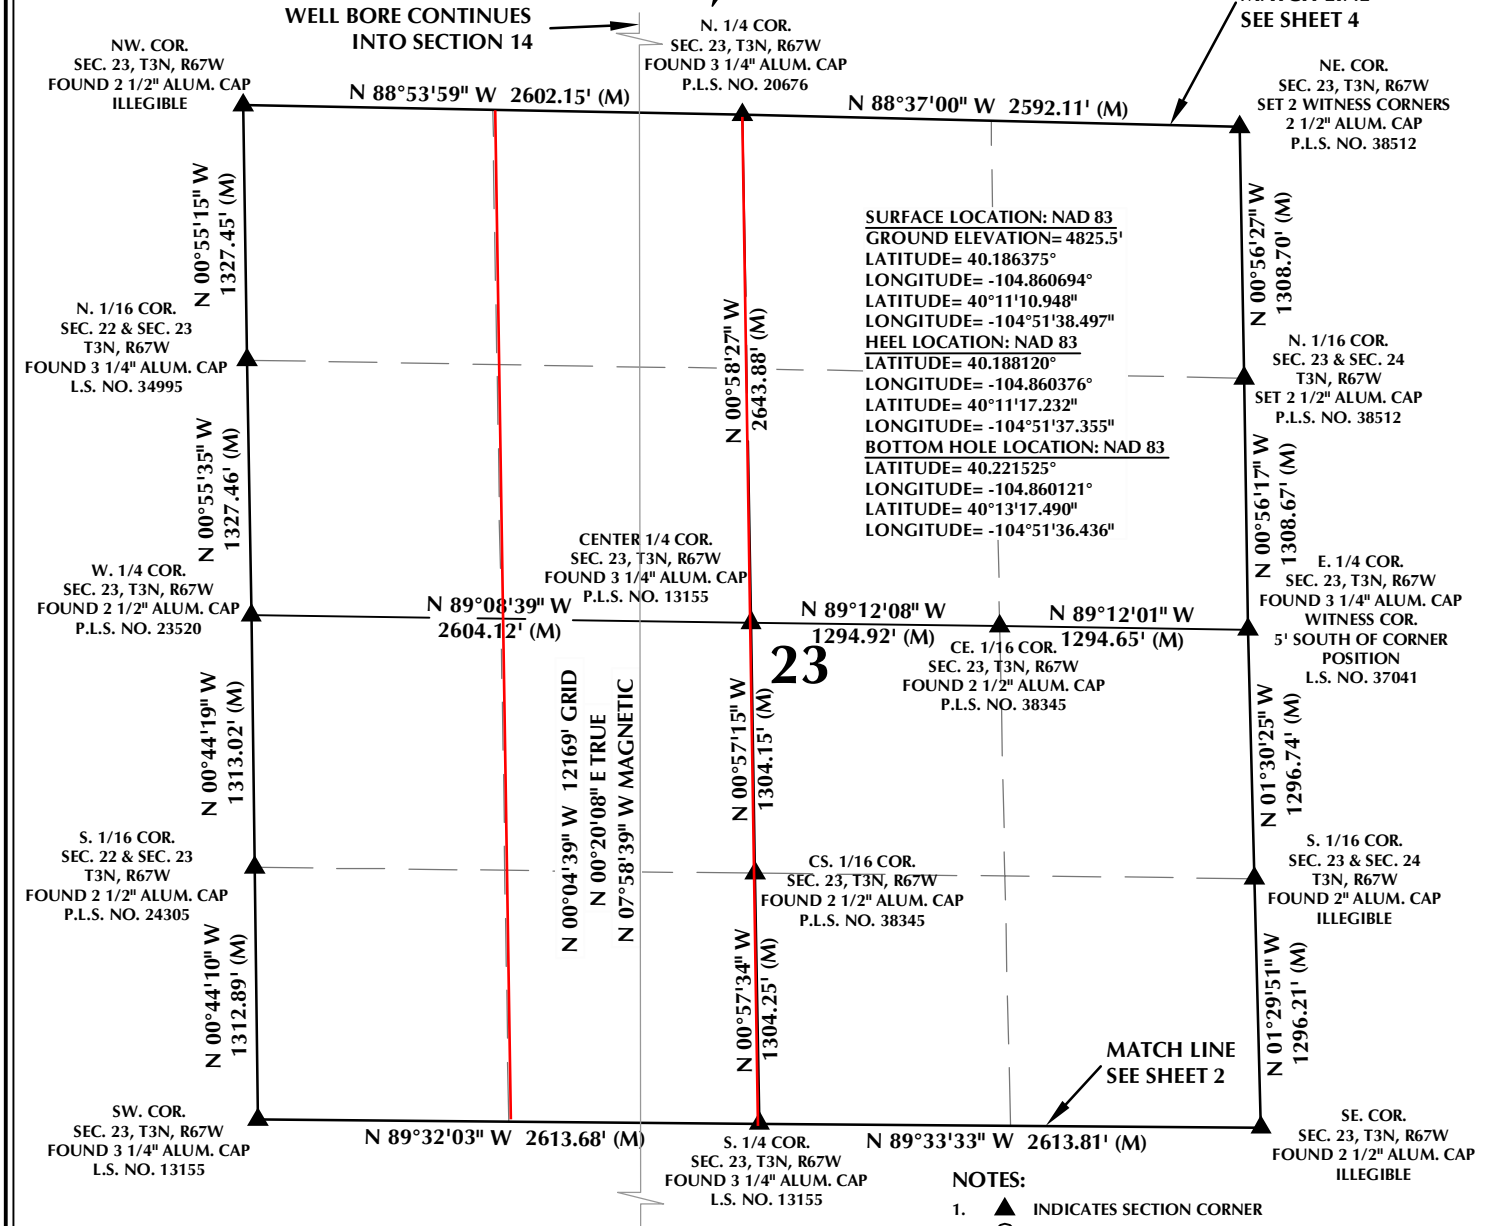 WELL BORE CONTINUES
INTO SECTION 14
SEE SHEET 4
NW. COR.
SEC. 23, T3N, R67W
FOUND 2 1/2" ALUM. CAP
ILLEGIBLE
N. 1/4 COR.
SEC. 23, T3N, R67W
FOUND 3 1/4" ALUM. CAP
P.L.S. NO. 20676
NE. COR.
SEC. 23, T3N, R67W
SET 2 WITNESS CORNERS
2 1/2" ALUM. CAP
P.L.S. NO. 38512
N 88°53'59" W 2602.15' (M)
N 88°37'00" W 2592.11' (M)
N 00°55'15" W
1327.45' (M)
N 00°56'27" W
1308.70' (M)
SURFACE LOCATION: NAD 83
GROUND ELEVATION= 4825.5'
LATITUDE= 40.186375°
LONGITUDE= -104.860694°
LATITUDE= 40°11'10.948"
LONGITUDE= -104°51'38.497"
HEEL LOCATION: NAD 83
LATITUDE= 40.188120°
LONGITUDE= -104.860376°
LATITUDE= 40°11'17.232"
LONGITUDE= -104°51'37.355"
BOTTOM HOLE LOCATION: NAD 83
LATITUDE= 40.221525°
LONGITUDE= -104.860121°
LATITUDE= 40°13'17.490"
LONGITUDE= -104°51'36.436"
N. 1/16 COR.
SEC. 22 & SEC. 23
T3N, R67W
FOUND 3 1/4" ALUM. CAP
L.S. NO. 34995
N 00°58'27" W
2643.88' (M)
N. 1/16 COR.
SEC. 23 & SEC. 24
T3N, R67W
SET 2 1/2" ALUM. CAP
P.L.S. NO. 38512
N 00°55'35" W
1327.46' (M)
N 00°56'17" W
1308.67' (M)
W. 1/4 COR.
SEC. 23, T3N, R67W
FOUND 2 1/2" ALUM. CAP
P.L.S. NO. 23520
CENTER 1/4 COR.
SEC. 23, T3N, R67W
FOUND 3 1/4" ALUM. CAP
P.L.S. NO. 13155
E. 1/4 COR.
SEC. 23, T3N, R67W
FOUND 3 1/4" ALUM. CAP
WITNESS COR.
5' SOUTH OF CORNER
POSITION
L.S. NO. 37041
N 89°08'39" W
2604.12' (M)
N 89°12'08" W
1294.92' (M)
N 89°12'01" W
1294.65' (M)
23
CE. 1/16 COR.
SEC. 23, T3N, R67W
FOUND 2 1/2" ALUM. CAP
P.L.S. NO. 38345
N 00°44'19" W
1313.02' (M)
N 00°04'39" W 12169' GRID
N 00°20'08" E TRUE
N 07°58'39" W MAGNETIC
N 00°57'15" W
1304.15' (M)
N 01°30'25" W
1296.74' (M)
S. 1/16 COR.
SEC. 22 & SEC. 23
T3N, R67W
FOUND 2 1/2" ALUM. CAP
P.L.S. NO. 24305
CS. 1/16 COR.
SEC. 23, T3N, R67W
FOUND 2 1/2" ALUM. CAP
P.L.S. NO. 38345
S. 1/16 COR.
SEC. 23 & SEC. 24
T3N, R67W
FOUND 2" ALUM. CAP
ILLEGIBLE
N 00°44'10" W
1312.89' (M)
N 00°57'34" W
1304.25' (M)
N 01°29'51" W
1296.21' (M)
MATCH LINE
SEE SHEET 2
SW. COR.
SEC. 23, T3N, R67W
FOUND 3 1/4" ALUM. CAP
L.S. NO. 13155
N 89°32'03" W 2613.68' (M)
S. 1/4 COR.
SEC. 23, T3N, R67W
FOUND 3 1/4" ALUM. CAP
L.S. NO. 13155
N 89°33'33" W 2613.81' (M)
SE. COR.
SEC. 23, T3N, R67W
FOUND 2 1/2" ALUM. CAP
ILLEGIBLE
NOTES:
1. INDICATES SECTION CORNER